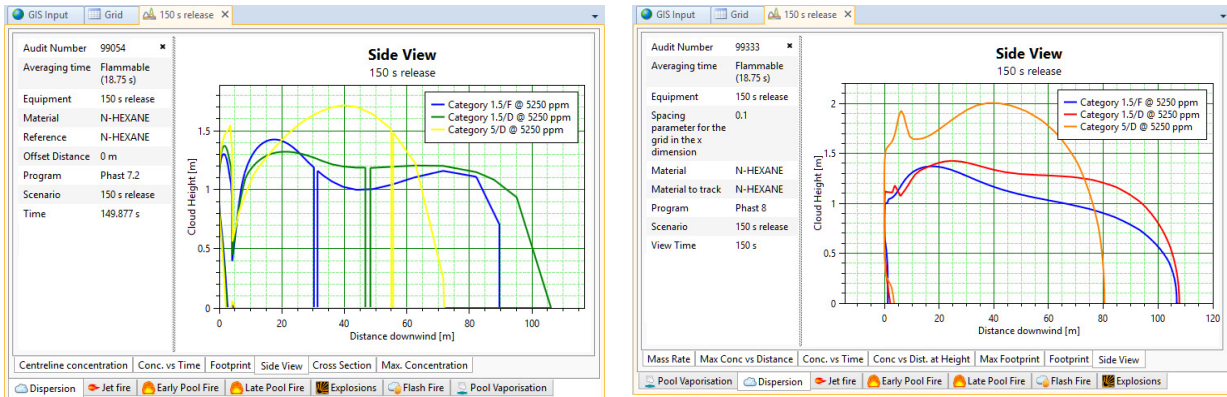 GIS Input Grid 150 s release
Audit Number 99054
Averaging time Flammable
(18.75 s)
Equipment 150 s release
Material N-HEXANE
Reference N-HEXANE
Offset Distance 0 m
Program Phast 7.2
Scenario 150 s release
Time 149.877 s
Side View
150 s release
Category 1.5/F @ 5250 ppm
Category 1.5/D @ 5250 ppm
Category 5/D @ 5250 ppm
Cloud Height [m]
1.5
1
0.5
0
0 20 40 60 80 100
Distance downwind [m]
Centreline concentration Conc. vs Time Footprint Side View Cross Section Max. Concentration
Dispersion Jet fire Early Pool Fire Late Pool Fire Explosions Flash Fire Pool Vaporisation
GIS Input Grid 150 s release
Audit Number 99333
Averaging time Flammable
(18.75 s)
Equipment 150 s release
Spacing
parameter for the
grid in the x
dimension
0.1
Material N-HEXANE
Material to track N-HEXANE
Program Phast 8
Scenario 150 s release
View Time 150 s
Side View
150 s release
Category 1.5/F @ 5250 ppm
Category 1.5/D @ 5250 ppm
Category 5/D @ 5250 ppm
Cloud Height [m]
2
1.5
1
0.5
0
0 20 40 60 80 100 120
Distance downwind [m]
Mass Rate Max Conc vs Distance Conc. vs Time Conc vs Dist. at Height Max Footprint Footprint Side View
Pool Vaporisation Dispersion Jet fire Early Pool Fire Late Pool Fire Flash Fire Explosions